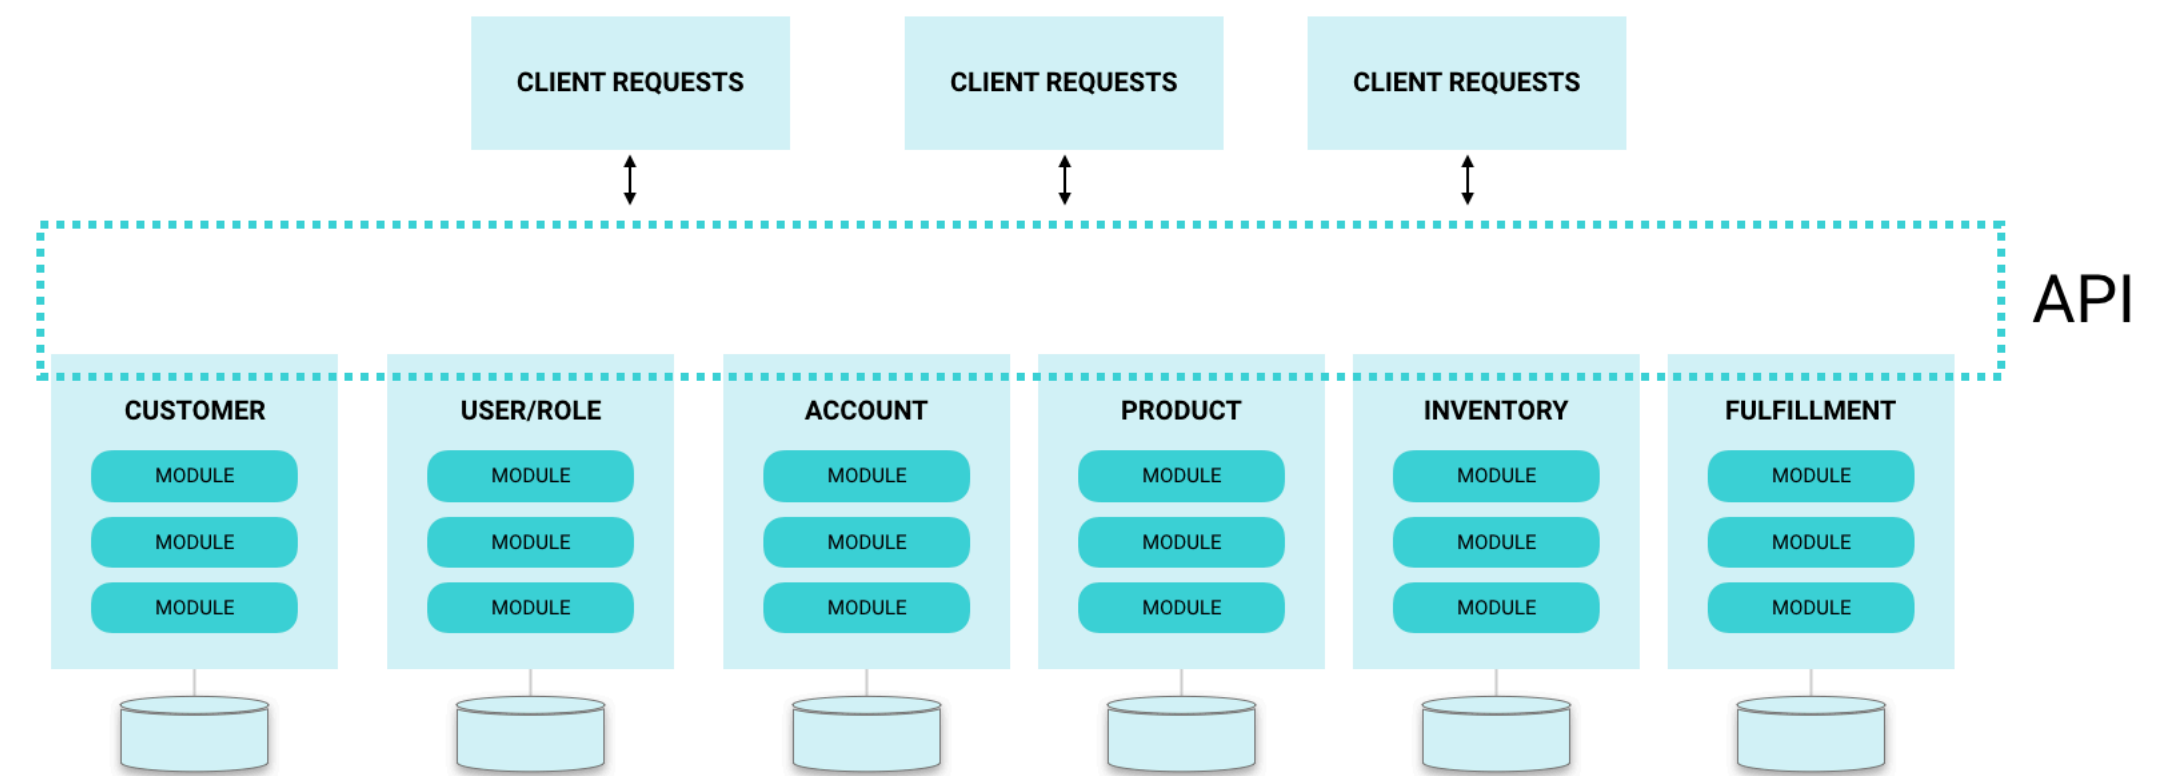 CLIENT REQUESTS
CLIENT REQUESTS
CLIENT REQUESTS
API
CUSTOMER
MODULE
MODULE
MODULE
USER/ROLE
MODULE
MODULE
MODULE
ACCOUNT
MODULE
MODULE
MODULE
PRODUCT
MODULE
MODULE
MODULE
INVENTORY
MODULE
MODULE
MODULE
FULFILLMENT
MODULE
MODULE
MODULE